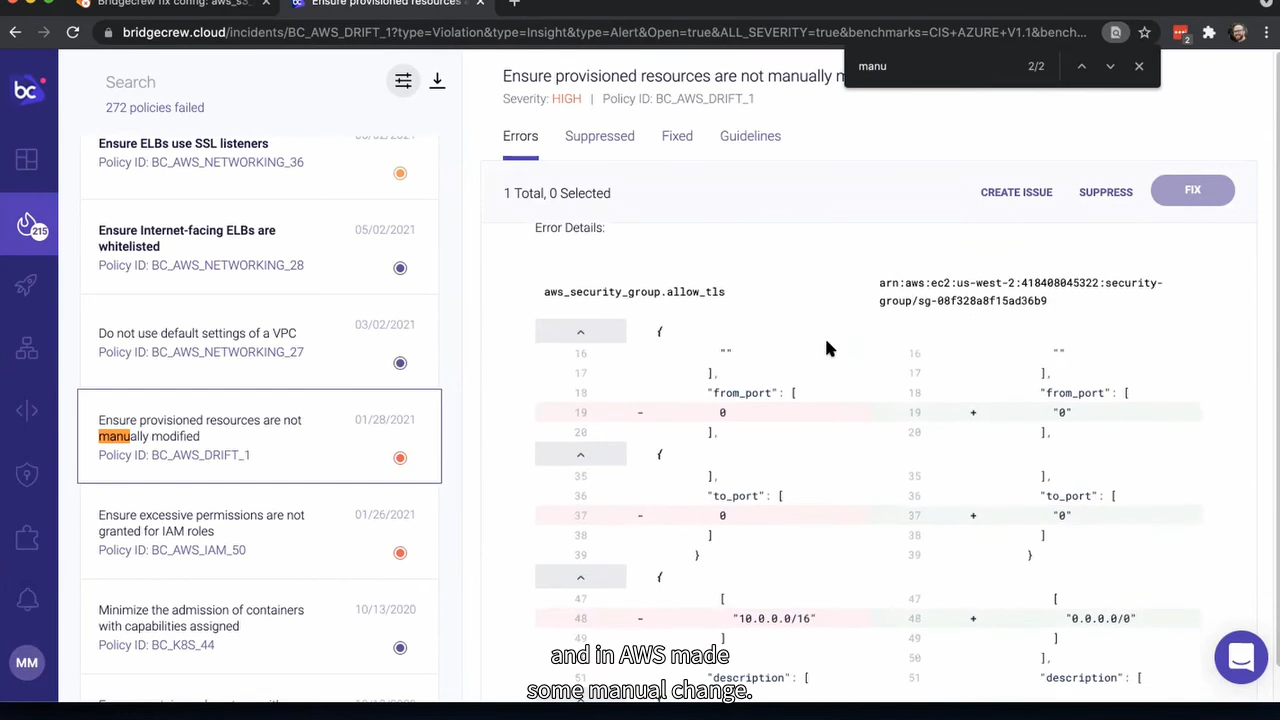 Bridgecrew fix config: aws_s3_
Ensure provisioned resources a
bridgecrew.cloud/incidents/BC_AWS_DRIFT_1?type=Violation&type=Insight&type=Alert&Open=true&ALL_SEVERITY=true&benchmarks=CIS+AZURE+V1.1&bench...
2
manu
2/2
bc
Search
272 policies failed
Ensure ELBs use SSL listeners
Policy ID: BC_AWS_NETWORKING_36
215
Ensure Internet-facing ELBs are
whitelisted
05/02/2021
Policy ID: BC_AWS_NETWORKING_28
Do not use default settings of a VPC
03/02/2021
Policy ID: BC_AWS_NETWORKING_27
Ensure provisioned resources are not
manually modified
01/28/2021
Policy ID: BC_AWS_DRIFT_1
Ensure excessive permissions are not
granted for IAM roles
01/26/2021
Policy ID: BC_AWS_IAM_50
Minimize the admission of containers
with capabilities assigned
10/13/2020
Policy ID: BC_K8S_44
MM
Ensure provisioned resources are not manually m
Severity: HIGH | Policy ID: BC_AWS_DRIFT_1
Errors Suppressed Fixed Guidelines
1 Total, 0 Selected
CREATE ISSUE SUPPRESS FIX
Error Details:
aws_security_group.allow_tls
arn:aws:ec2:us-west-2:418408045322:security-
group/sg-08f328a8f15ad36b9
{
16 "" 16 ""
17 ], 17 ],
18 "from_port": [ 18 "from_port": [
19 - 0 19 + "0"
20 ], 20 ],
{
35 ], 35 ],
36 "to_port": [ 36 "to_port": [
37 - 0 37 + "0"
38 ] 38 ]
39 } 39 }
{
47 [ 47 [
48 - "10.0.0.0/16" 48 + "0.0.0.0/0"
49 ] 49 ]
50 ],
51 "description": [ 51 "description": [
and in AWS made
some manual change.